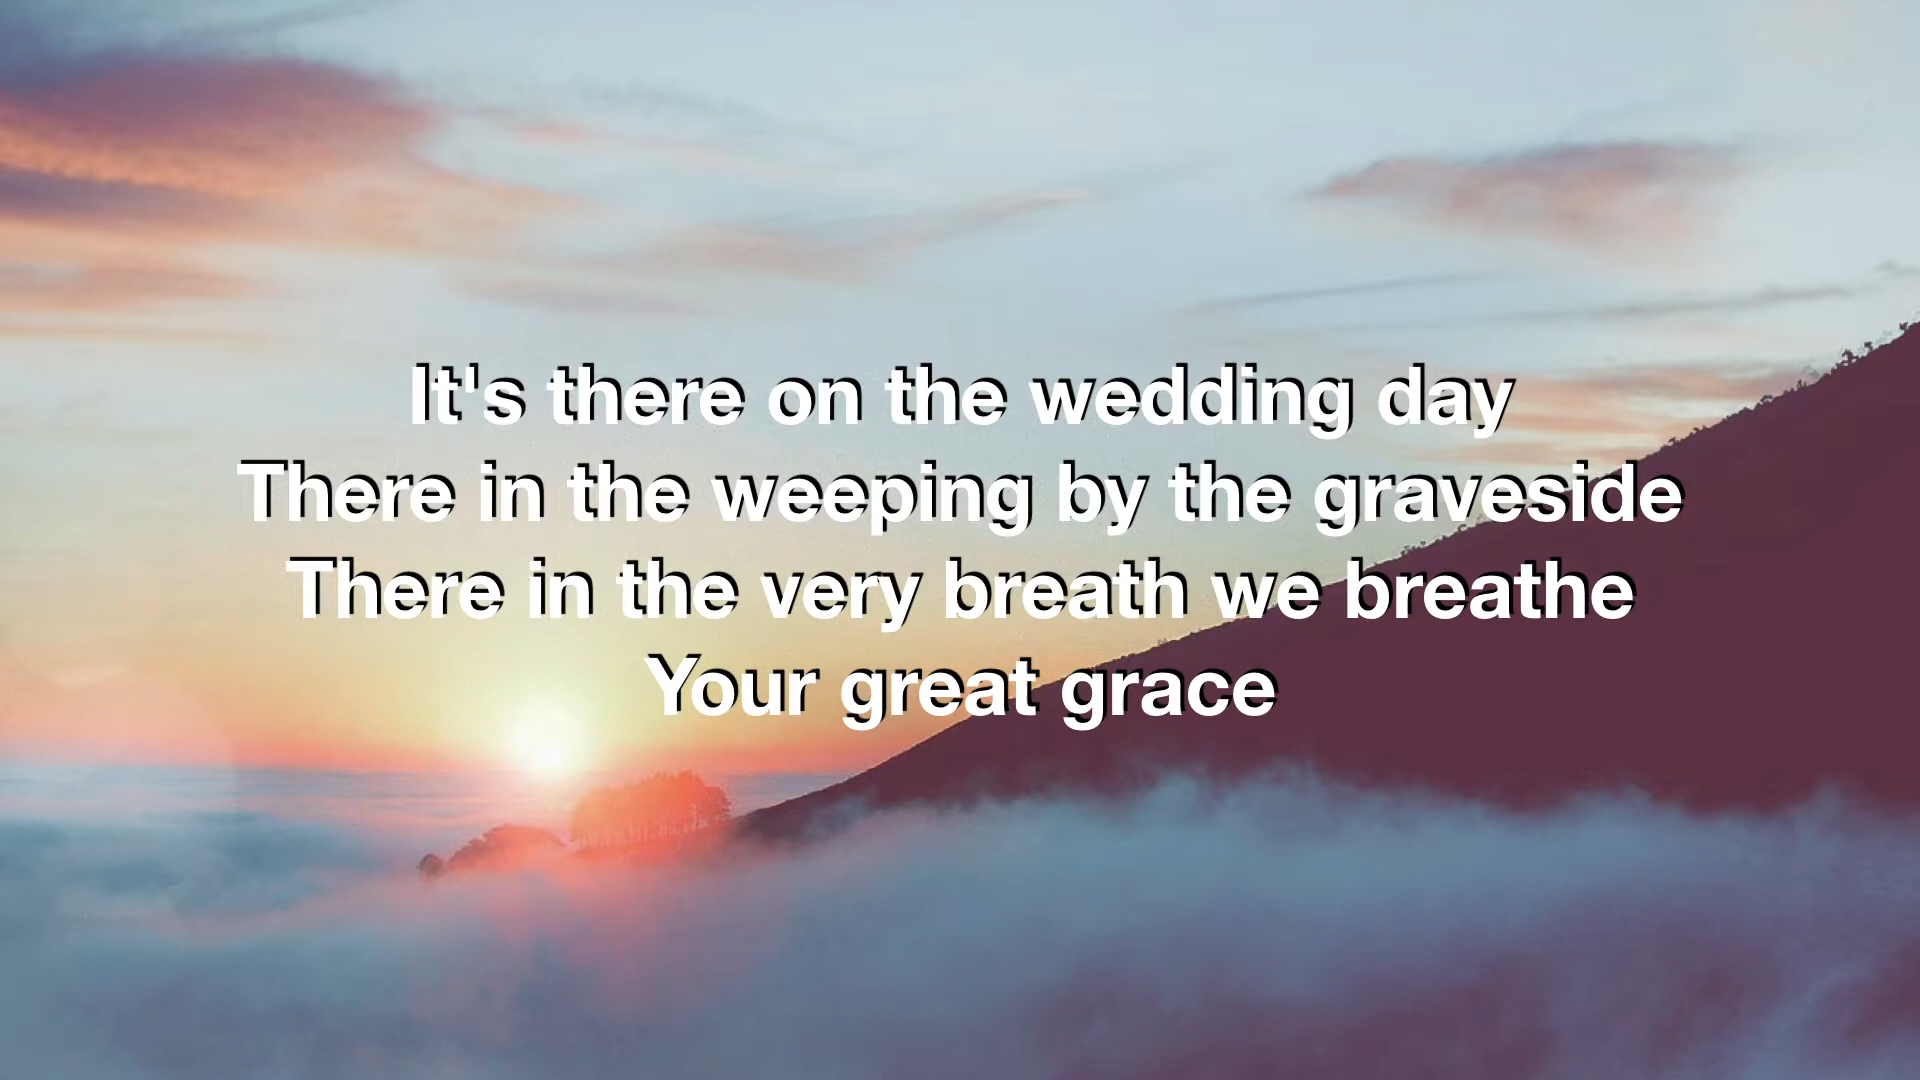 It's there on the wedding day
There in the weeping by the graveside
There in the very breath we breathe
Your great grace